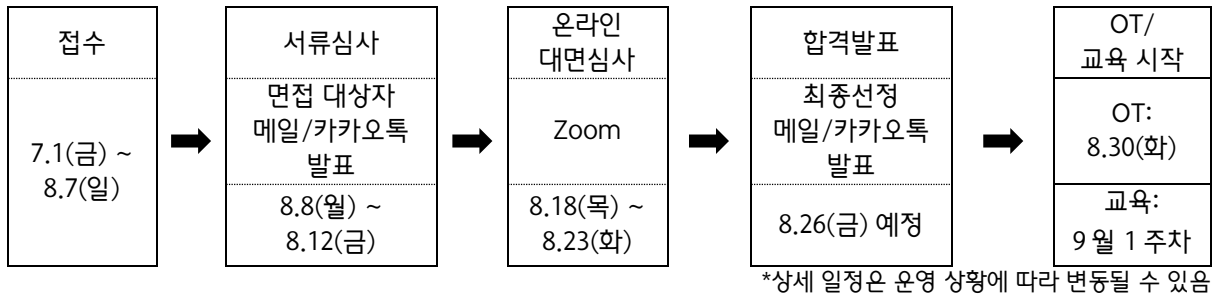 접수
7.1(금) ~
8.7(일)
서류심사
면접 대상자
메일/카카오톡
발표
8.8(월) ~
8.12(금)
온라인
대면심사
Zoom
8.18(목) ~
8.23(화)
합격발표
최종선정
메일/카카오톡
발표
8.26(금) 예정
OT/
교육 시작
OT:
8.30(화)
교육:
9월 1주차
*상세 일정은 운영 상황에 따라 변동될 수 있음